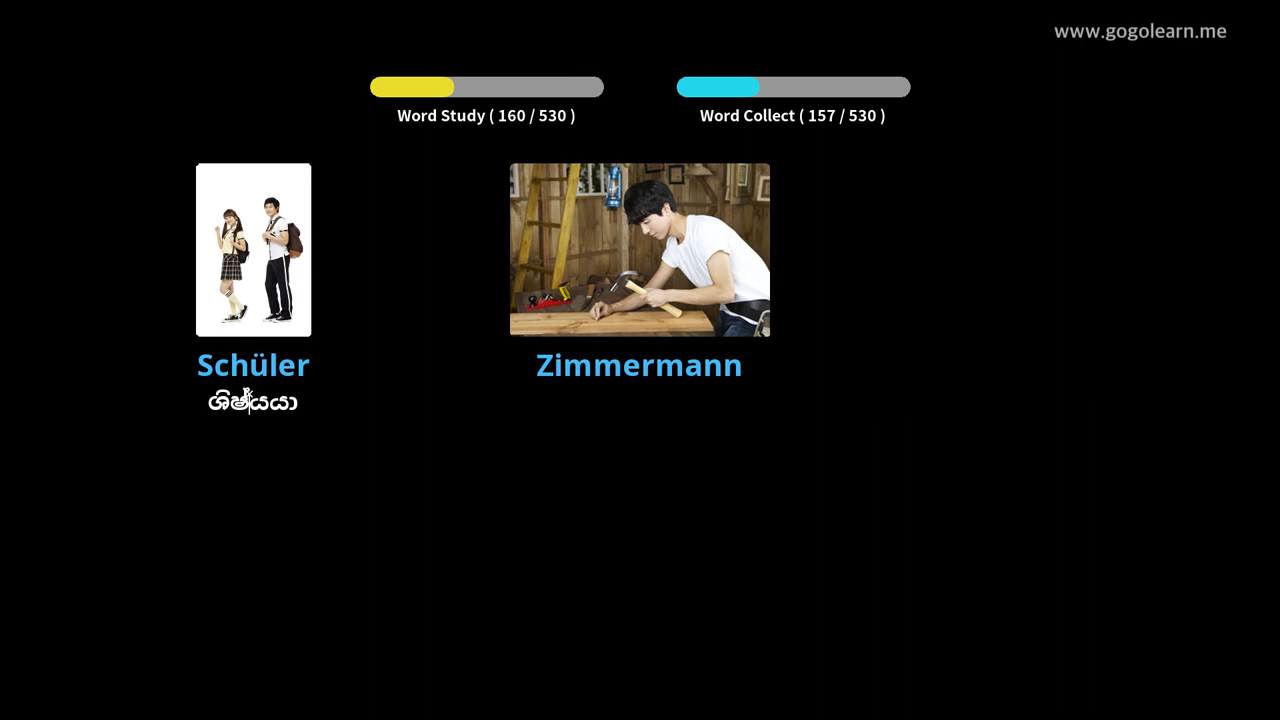 www.gogolearn.me
Word Study ( 160 / 530 )
Word Collect ( 157 / 530 )
Schüler
ශිෂ්‍යයා
Zimmermann